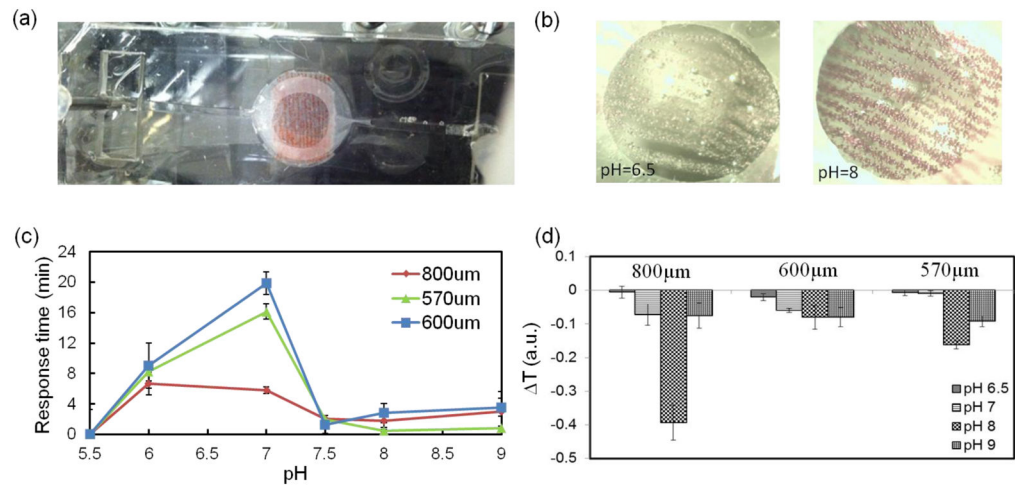 (a)
(b)
pH=6.5
pH=8
(c)
Response time (min)
24
20
16
12
8
4
0
5.5 6 6.5 7 7.5 8 8.5 9
pH
800um
570um
600um
(d)
ΔT (a.u.)
0.1
0
-0.1
-0.2
-0.3
-0.4
-0.5
800μm 600μm 570μm
pH 6.5
pH 7
pH 8
pH 9